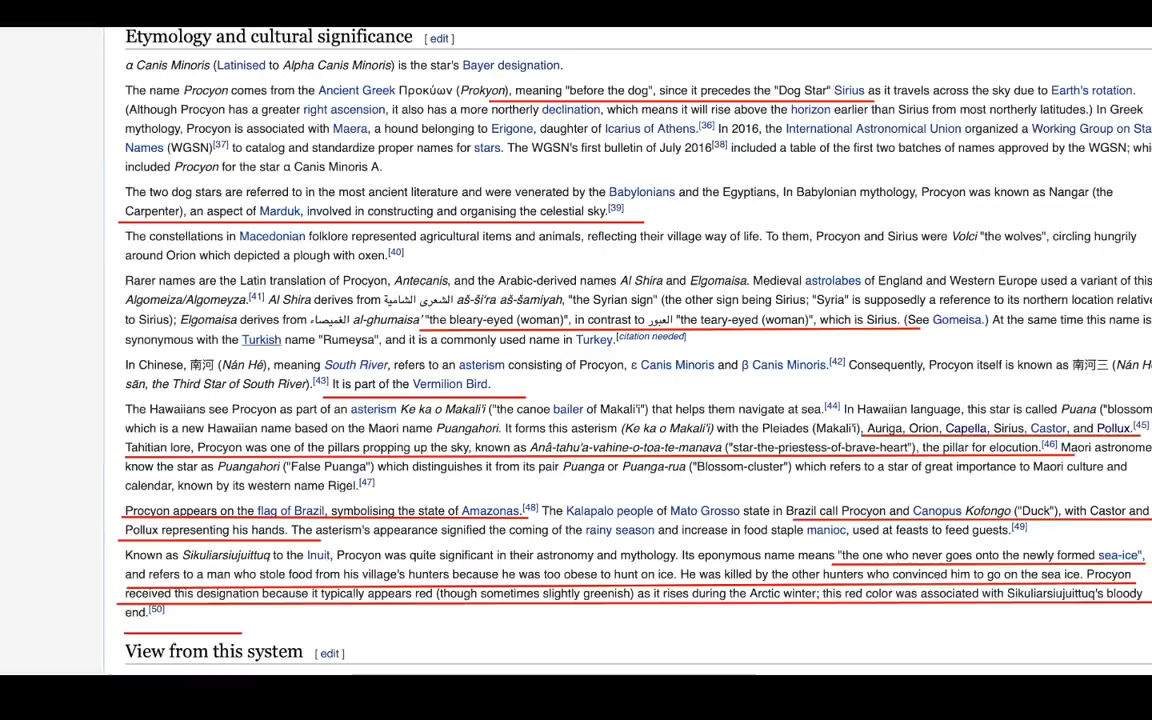 Etymology and cultural significance [ edit ]
α Canis Minoris (Latinised to Alpha Canis Minoris) is the star's Bayer designation.
The name Procyon comes from the Ancient Greek Προκύων (Prokyon), meaning "before the dog", since it precedes the "Dog Star" Sirius as it travels across the sky due to Earth's rotation.
(Although Procyon has a greater right ascension, it also has a more northerly declination, which means it will rise above the horizon earlier than Sirius from most northerly latitudes.) In Greek
mythology, Procyon is associated with Maera, a hound belonging to Erigone, daughter of Icarius of Athens.[36] In 2016, the International Astronomical Union organized a Working Group on Sta
Names (WGSN)[37] to catalog and standardize proper names for stars. The WGSN's first bulletin of July 2016[38] included a table of the first two batches of names approved by the WGSN; whi
included Procyon for the star α Canis Minoris A.
The two dog stars are referred to in the most ancient literature and were venerated by the Babylonians and the Egyptians, In Babylonian mythology, Procyon was known as Nangar (the
Carpenter), an aspect of Marduk, involved in constructing and organising the celestial sky.[39]
The constellations in Macedonian folklore represented agricultural items and animals, reflecting their village way of life. To them, Procyon and Sirius were Volci "the wolves", circling hungrily
around Orion which depicted a plough with oxen.[40]
Rarer names are the Latin translation of Procyon, Antecanis, and the Arabic-derived names Al Shira and Elgomaisa. Medieval astrolabes of England and Western Europe used a variant of this
Algomeiza/Algomeyza.[41] Al Shira derives from الشعرى الشامية aš-ši'ra aš-šamiyah, "the Syrian sign" (the other sign being Sirius; "Syria" is supposedly a reference to its northern location relative
to Sirius); Elgomaisa derives from الغميصاء al-ghumaisa' "the bleary-eyed (woman)", in contrast to العبور "the teary-eyed (woman)", which is Sirius. (See Gomeisa.) At the same time this name is
synonymous with the Turkish name "Rumeysa", and it is a commonly used name in Turkey.[citation needed]
In Chinese, 南河 (Nán Hé), meaning South River, refers to an asterism consisting of Procyon, ε Canis Minoris and β Canis Minoris.[42] Consequently, Procyon itself is known as 南河三 (Nán H
sān, the Third Star of South River).[43] It is part of the Vermilion Bird.
The Hawaiians see Procyon as part of an asterism Ke ka o Makali'i ("the canoe bailer of Makali'i") that helps them navigate at sea.[44] In Hawaiian language, this star is called Puana ("blossom
which is a new Hawaiian name based on the Maori name Puangahori. It forms this asterism (Ke ka o Makali'i) with the Pleiades (Makali'i), Auriga, Orion, Capella, Sirius, Castor, and Pollux.[45]
Tahitian lore, Procyon was one of the pillars propping up the sky, known as Anâ-tahu'a-vahine-o-toa-te-manava ("star-the-priestess-of-brave-heart"), the pillar for elocution.[46] Maori astronome
know the star as Puangahori ("False Puanga") which distinguishes it from its pair Puanga or Puanga-rua ("Blossom-cluster") which refers to a star of great importance to Maori culture and
calendar, known by its western name Rigel.[47]
Procyon appears on the flag of Brazil, symbolising the state of Amazonas.[48] The Kalapalo people of Mato Grosso state in Brazil call Procyon and Canopus Kofongo ("Duck"), with Castor and
Pollux representing his hands. The asterism's appearance signified the coming of the rainy season and increase in food staple manioc, used at feasts to feed guests.[49]
Known as Sikuliarsiujuittuq to the Inuit, Procyon was quite significant in their astronomy and mythology. Its eponymous name means "the one who never goes onto the newly formed sea-ice",
and refers to a man who stole food from his village's hunters because he was too obese to hunt on ice. He was killed by the other hunters who convinced him to go on the sea ice. Procyon
received this designation because it typically appears red (though sometimes slightly greenish) as it rises during the Arctic winter; this red color was associated with Sikuliarsiujuittuq's bloody
end.[50]
View from this system [ edit ]